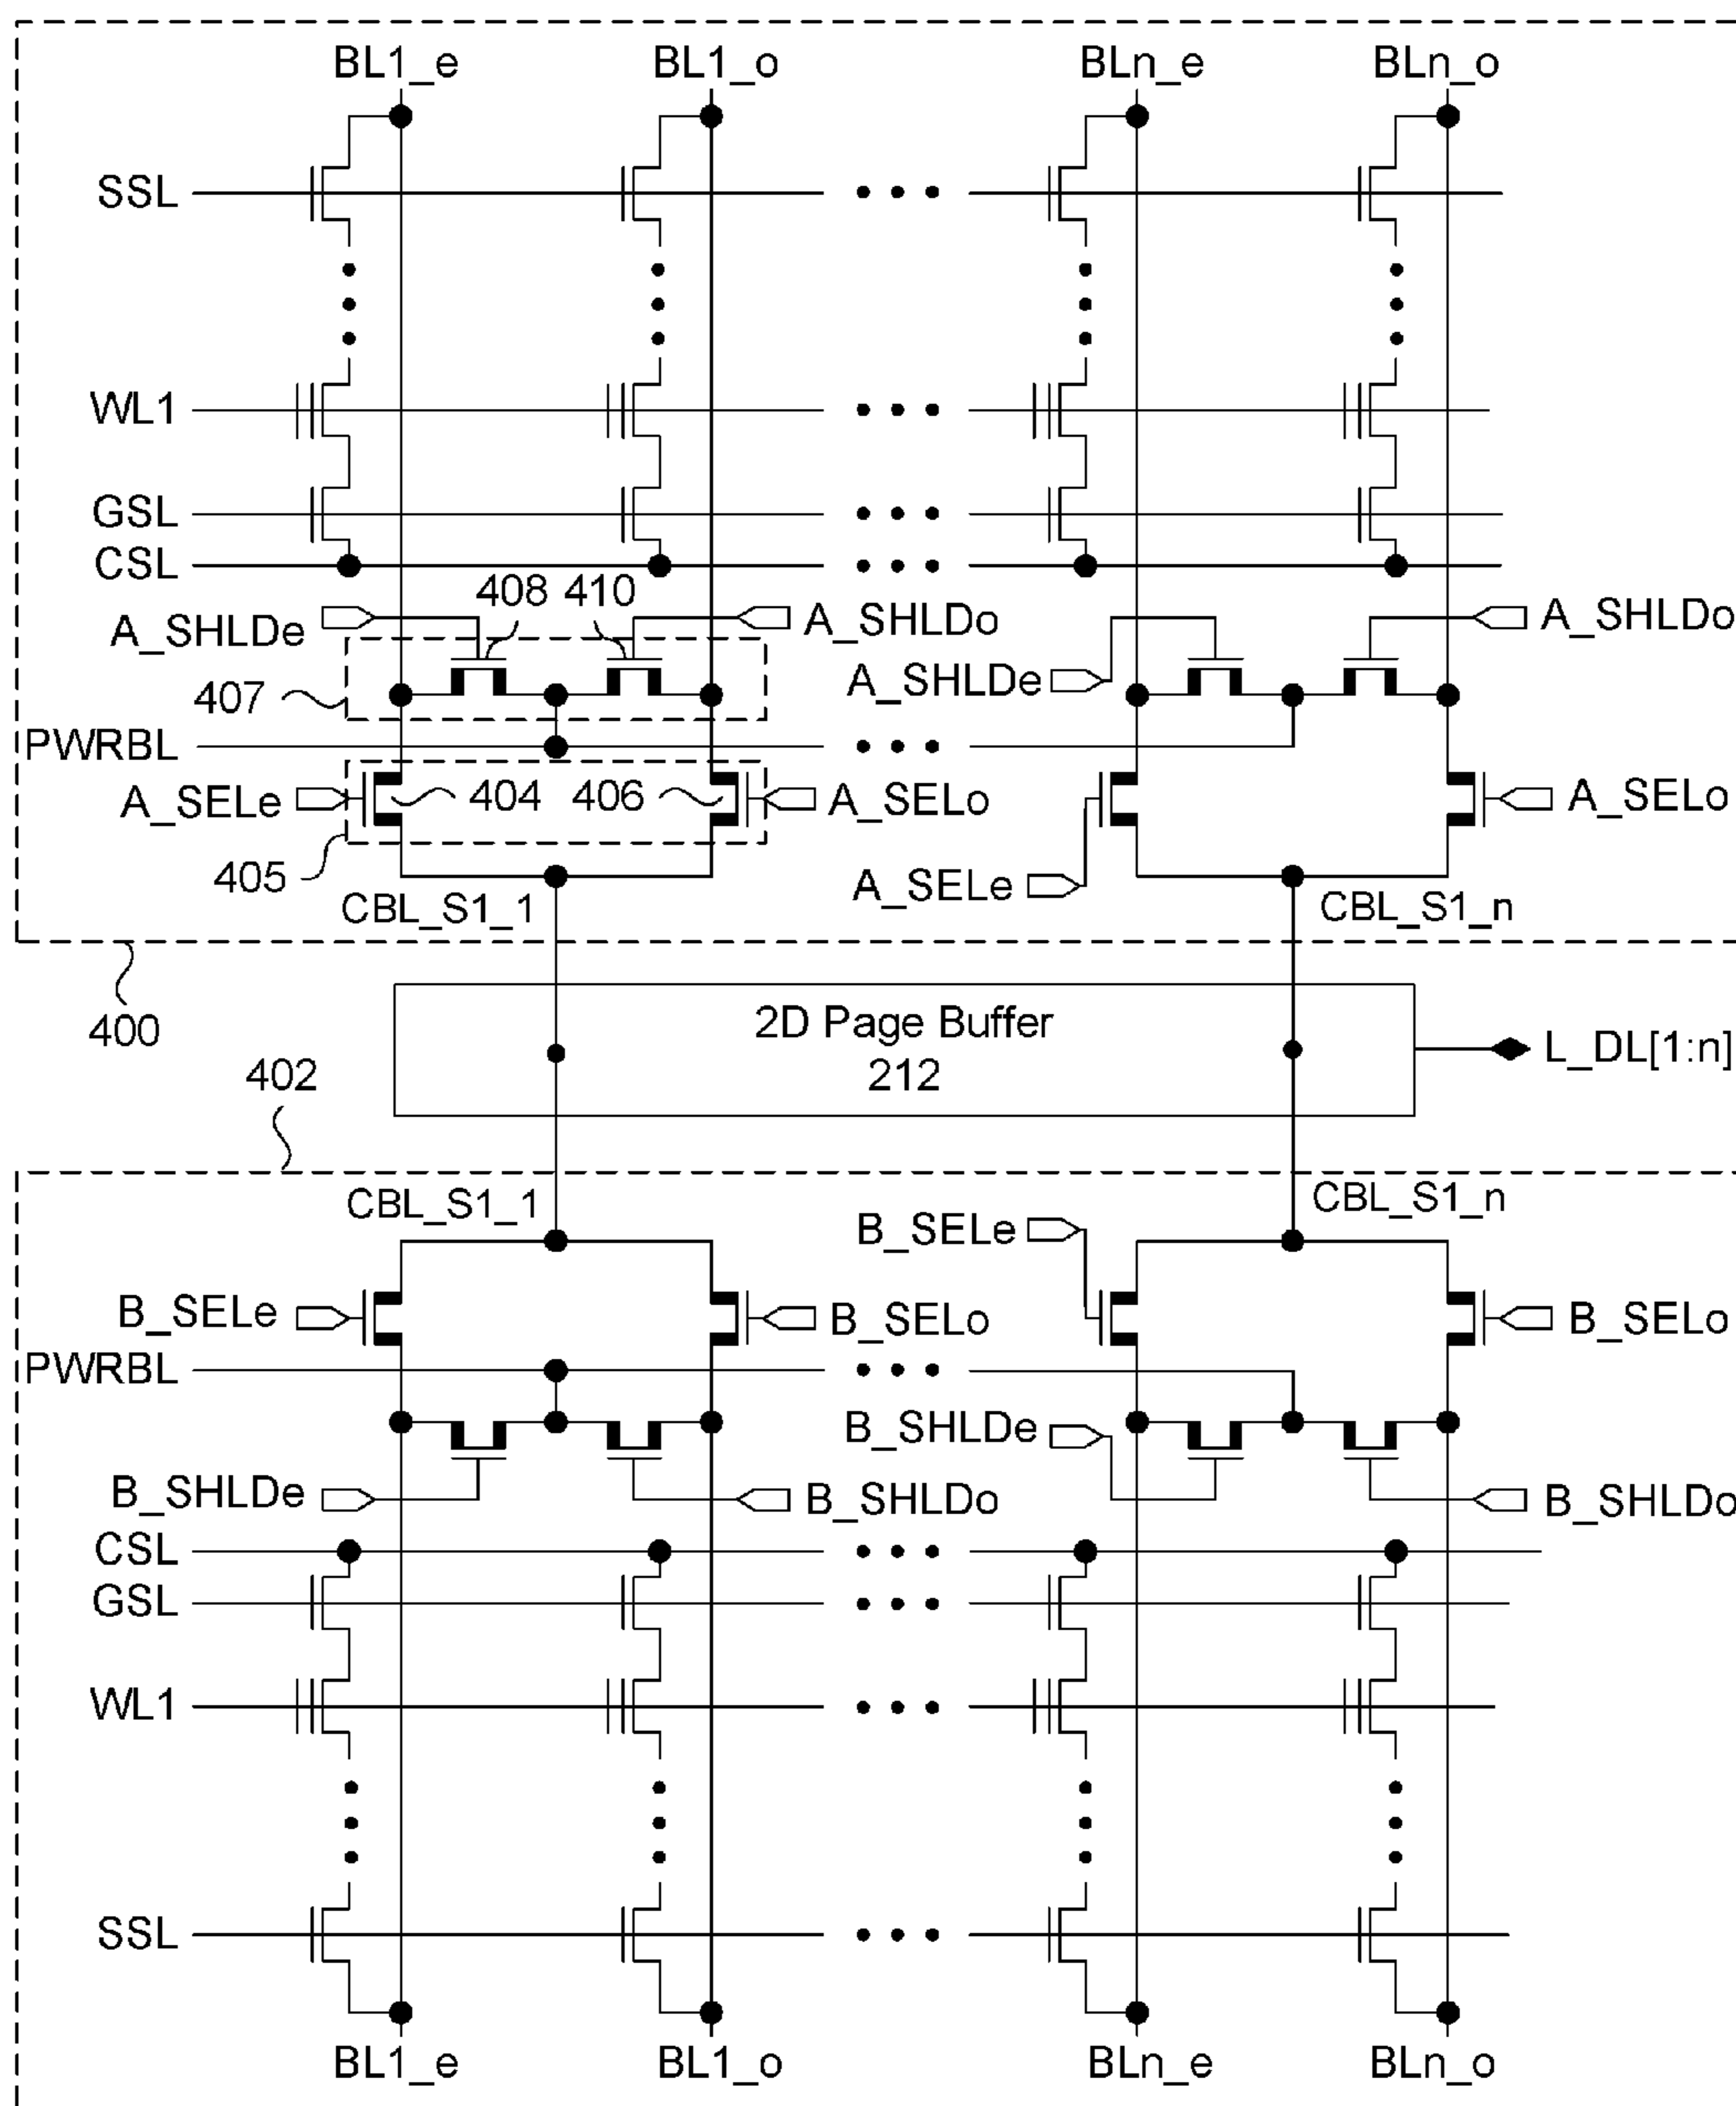 BL1_e BL1_o BLn_e BLn_o
SSL
WL1
GSL
CSL
408 410
A_SHLDe A_SHLDo A_SHLDo
A_SHLDe
407
PWRBL
A_SELe 404 406 A_SELo A_SELo
405 A_SELe
CBL_S1_1 CBL_S1_n
400
2D Page Buffer
212
L_DL[1:n]
402
CBL_S1_1 CBL_S1_n
B_SELe
B_SELe B_SELo B_SELo
PWRBL
B_SHLDe
B_SHLDe B_SHLDo B_SHLDo
CSL
GSL
WL1
SSL
BL1_e BL1_o BLn_e BLn_o